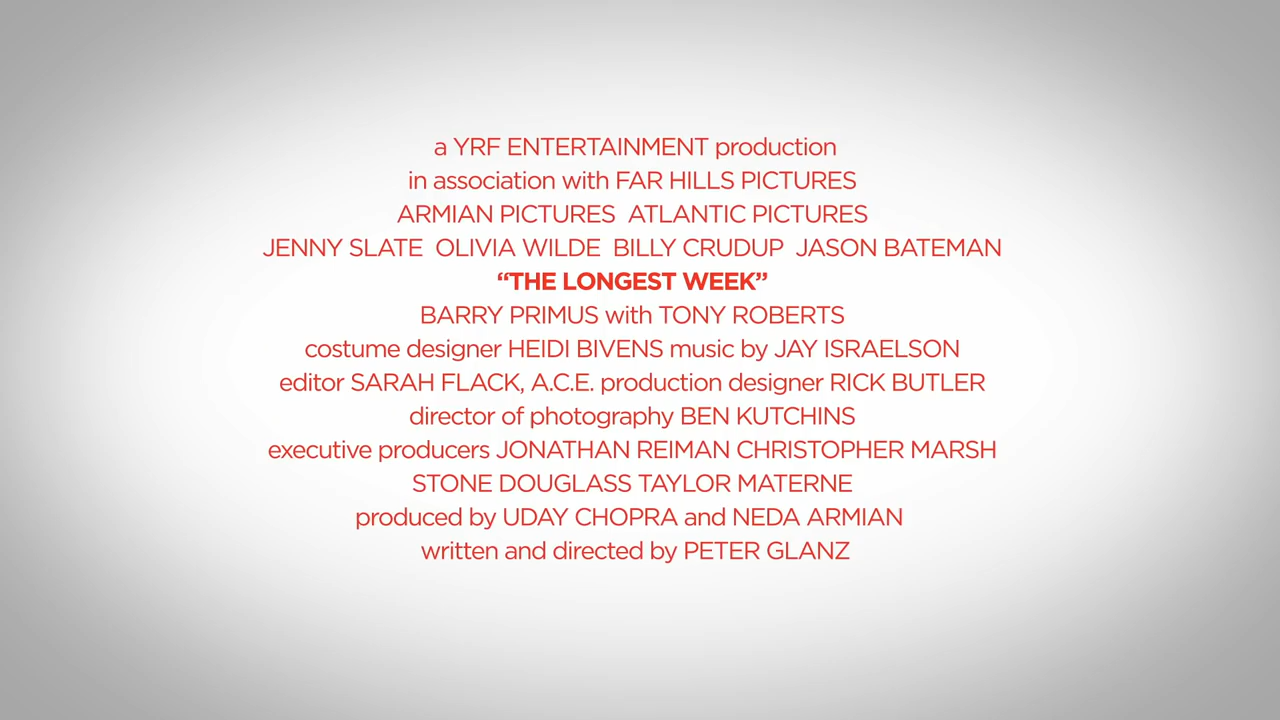 a YRF ENTERTAINMENT production
in association with FAR HILLS PICTURES
ARMIAN PICTURES ATLANTIC PICTURES
JENNY SLATE OLIVIA WILDE BILLY CRUDUP JASON BATEMAN
“THE LONGEST WEEK”
BARRY PRIMUS with TONY ROBERTS
costume designer HEIDI BIVENS music by JAY ISRAELSON
editor SARAH FLACK, A.C.E. production designer RICK BUTLER
director of photography BEN KUTCHINS
executive producers JONATHAN REIMAN CHRISTOPHER MARSH
STONE DOUGLASS TAYLOR MATERNE
produced by UDAY CHOPRA and NEDA ARMIAN
written and directed by PETER GLANZ